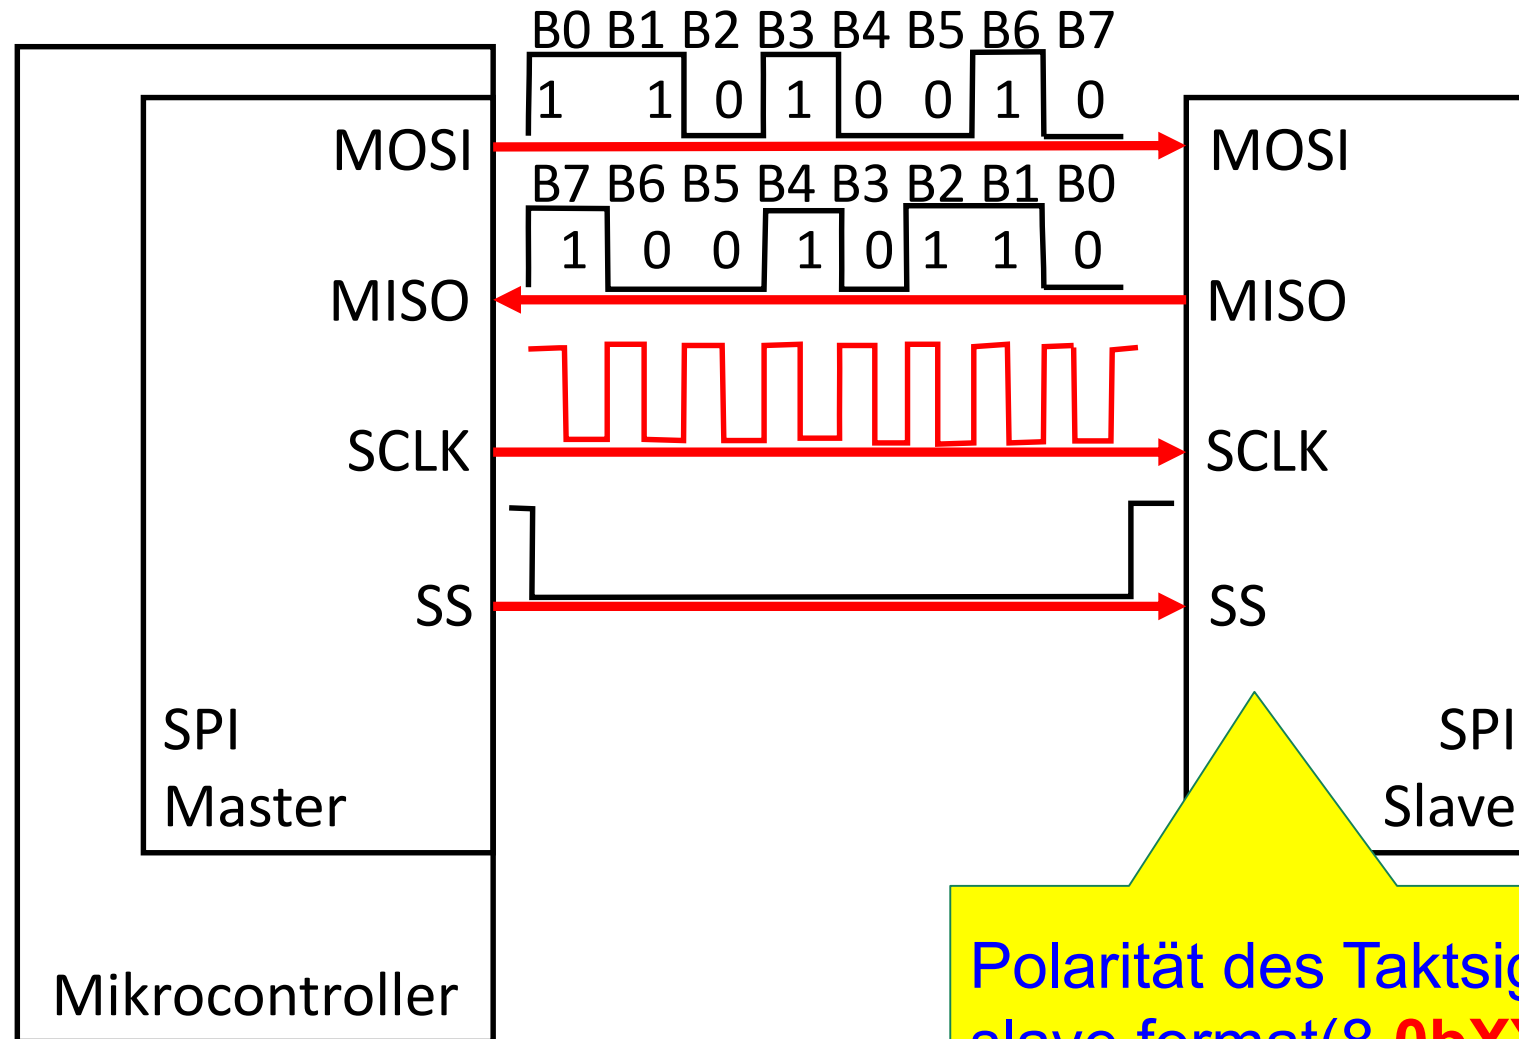 B0 B1 B2 B3 B4 B5 B6 B7
1 1 0 1 0 0 1 0
MOSI MOSI
B7 B6 B5 B4 B3 B2 B1 B0
1 0 0 1 0 1 1 0
MISO MISO
SCLK SCLK
SS SS
SPI
Master
SPI
Slave
Mikrocontroller
Polarität des